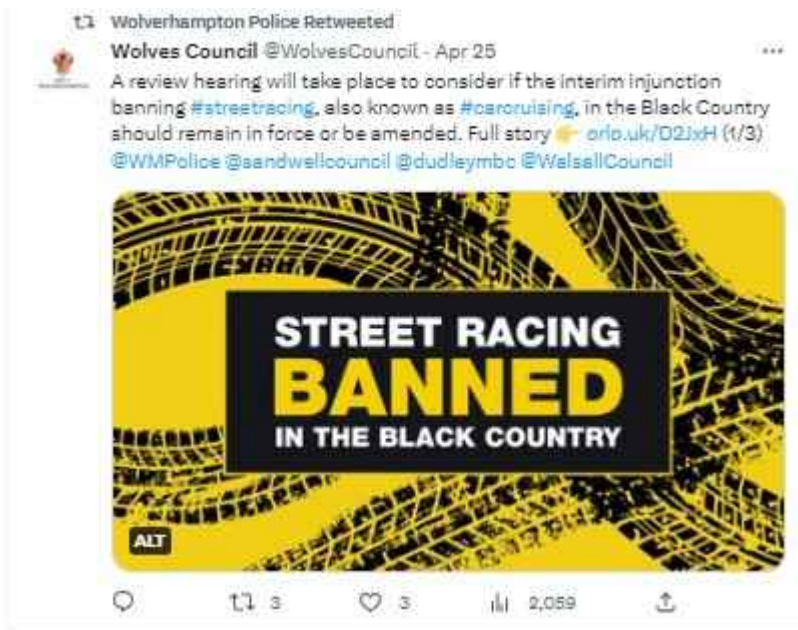 Wolverhampton Police Retweeted
Wolves Council @WolvesCouncil · Apr 25
A review hearing will take place to consider if the interim injunction
banning #streetracing, also known as #carcruising, in the Black Country
should remain in force or be amended. Full story 👉 orlo.uk/D2JxH (1/3)
@WMPolice @sandwellcouncil @dudleymbc @WalsallCouncil
STREET RACING
BANNED
IN THE BLACK COUNTRY
ALT
3 3 2,059